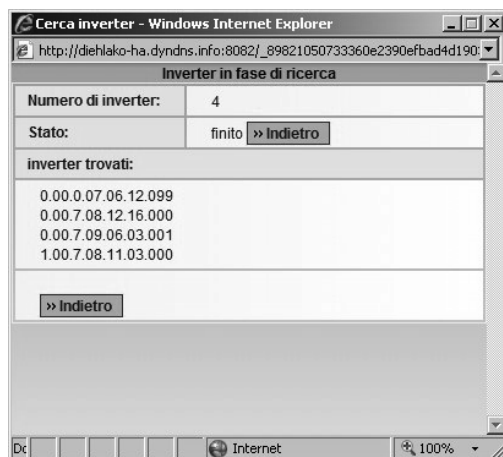 Cerca inverter - Windows Internet Explorer
http://diehlako-ha.dyndns.info:8082/_89821050733360e2390efbad4d190
Inverter in fase di ricerca
Numero di inverter: 4
Stato: finito » Indietro
inverter trovati:
0.00.0.07.06.12.099
0.00.7.08.12.16.000
0.00.7.09.06.03.001
1.00.7.08.11.03.000
» Indietro
Internet 100%